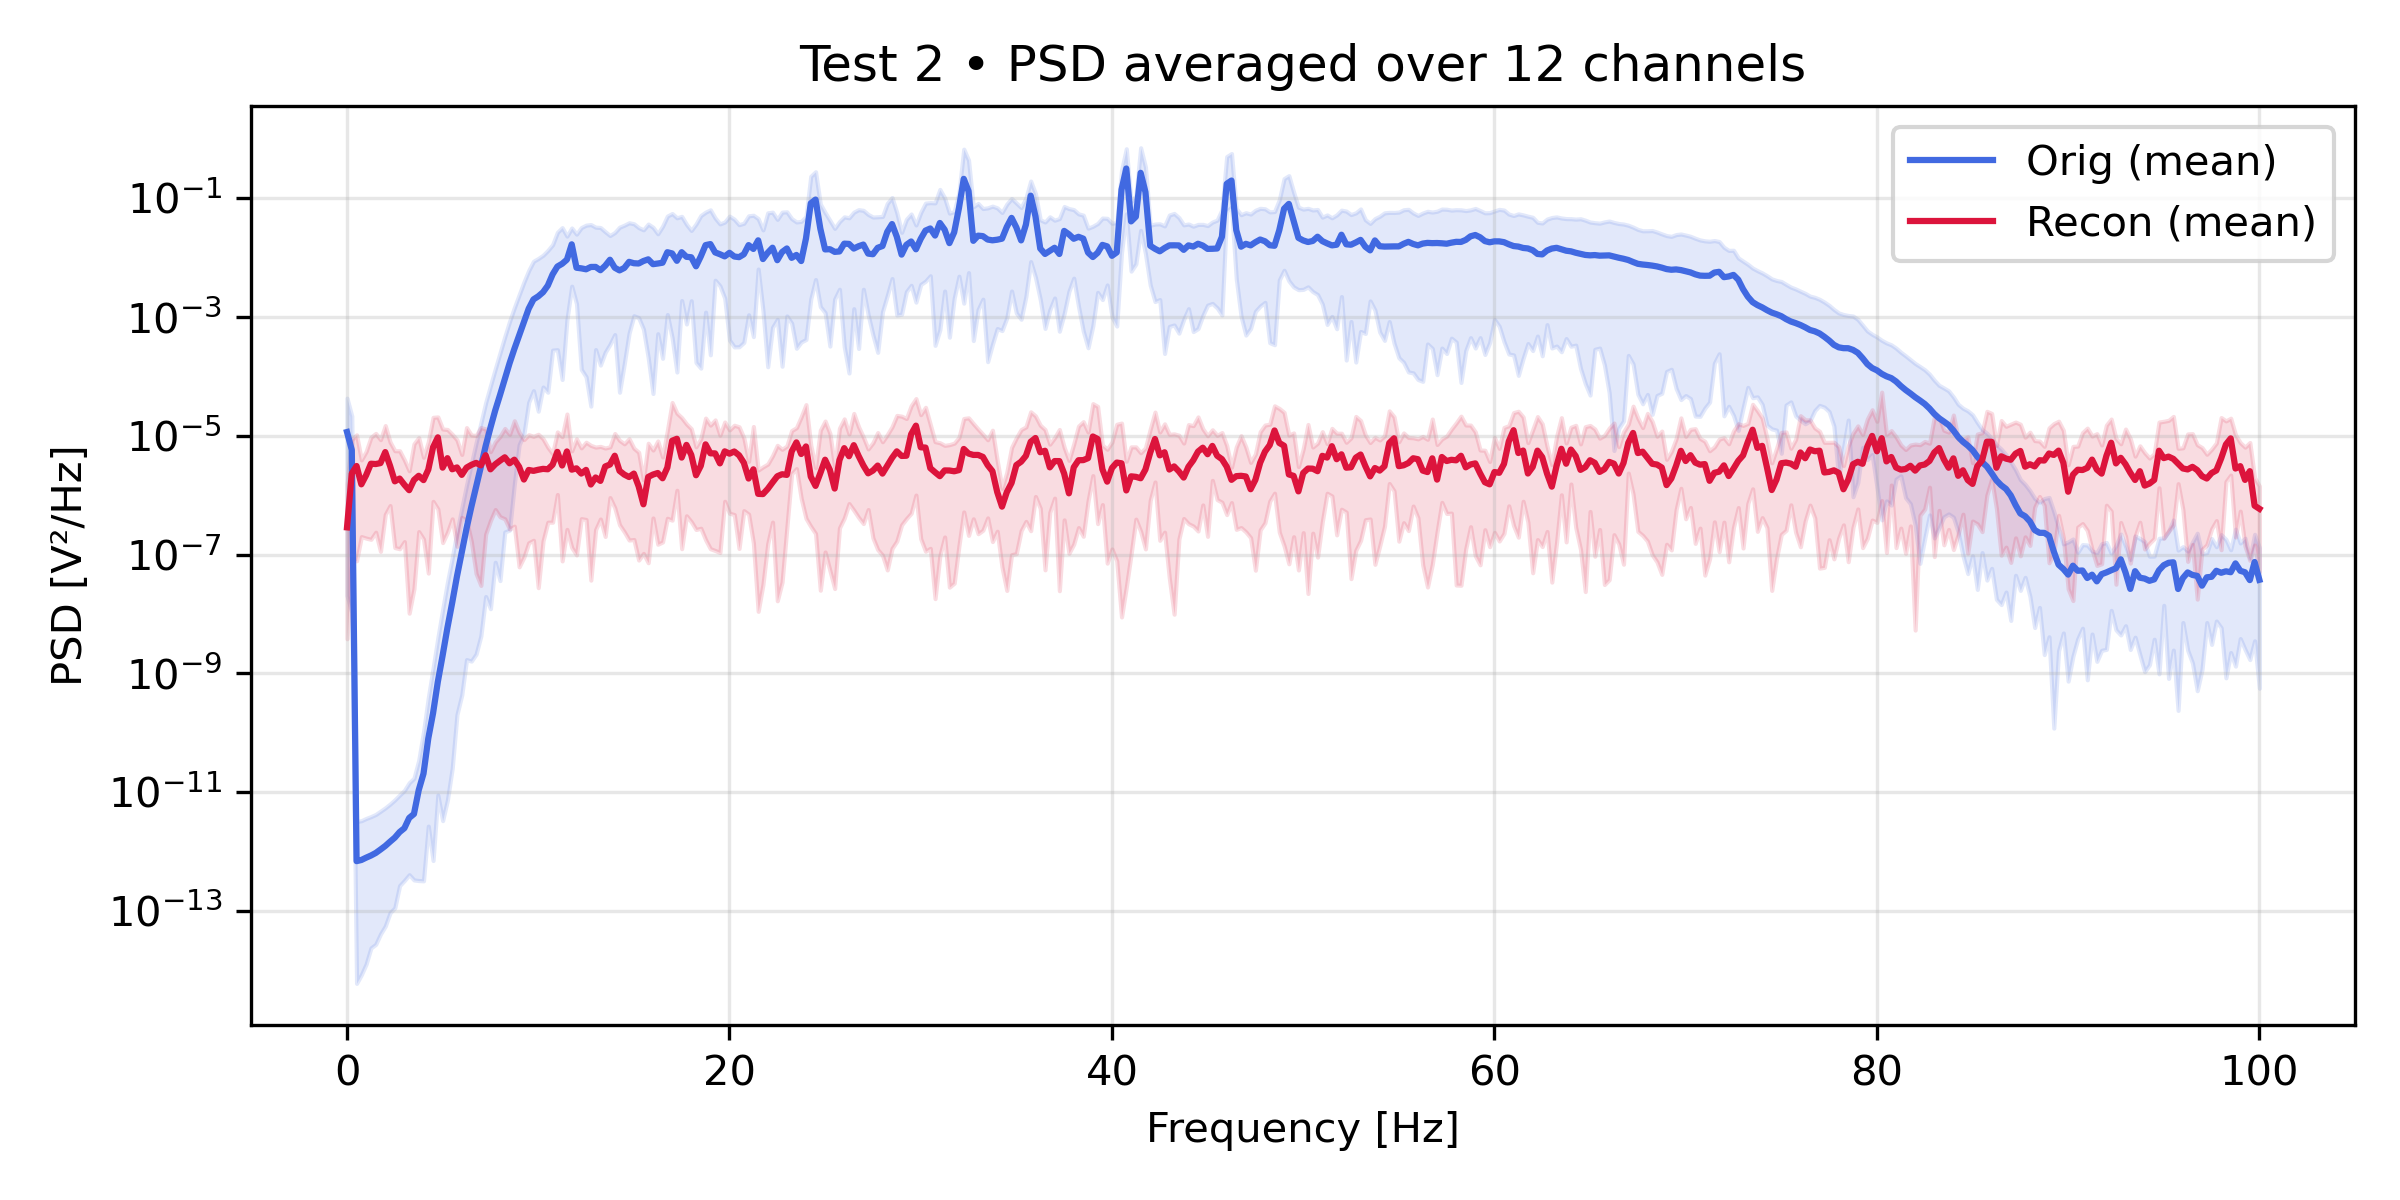 Test 2 • PSD averaged over 12 channels
Orig (mean)
Recon (mean)
PSD [V²/Hz]
10⁻¹
10⁻³
10⁻⁵
10⁻⁷
10⁻⁹
10⁻¹¹
10⁻¹³
0 20 40 60 80 100
Frequency [Hz]